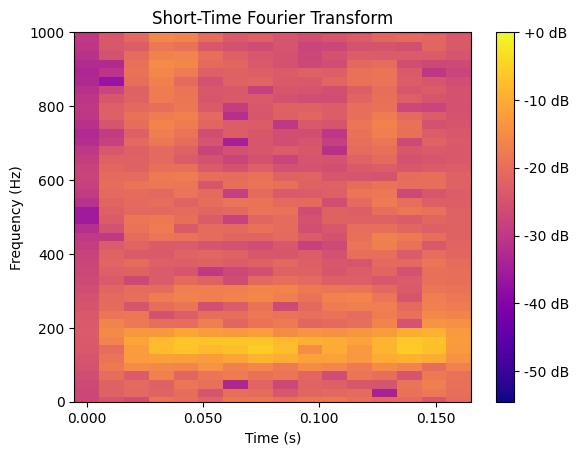 Short-Time Fourier Transform
1000
800
600
400
200
0
Frequency (Hz)
0.000
0.050
0.100
0.150
Time (s)
+0 dB
-10 dB
-20 dB
-30 dB
-40 dB
-50 dB